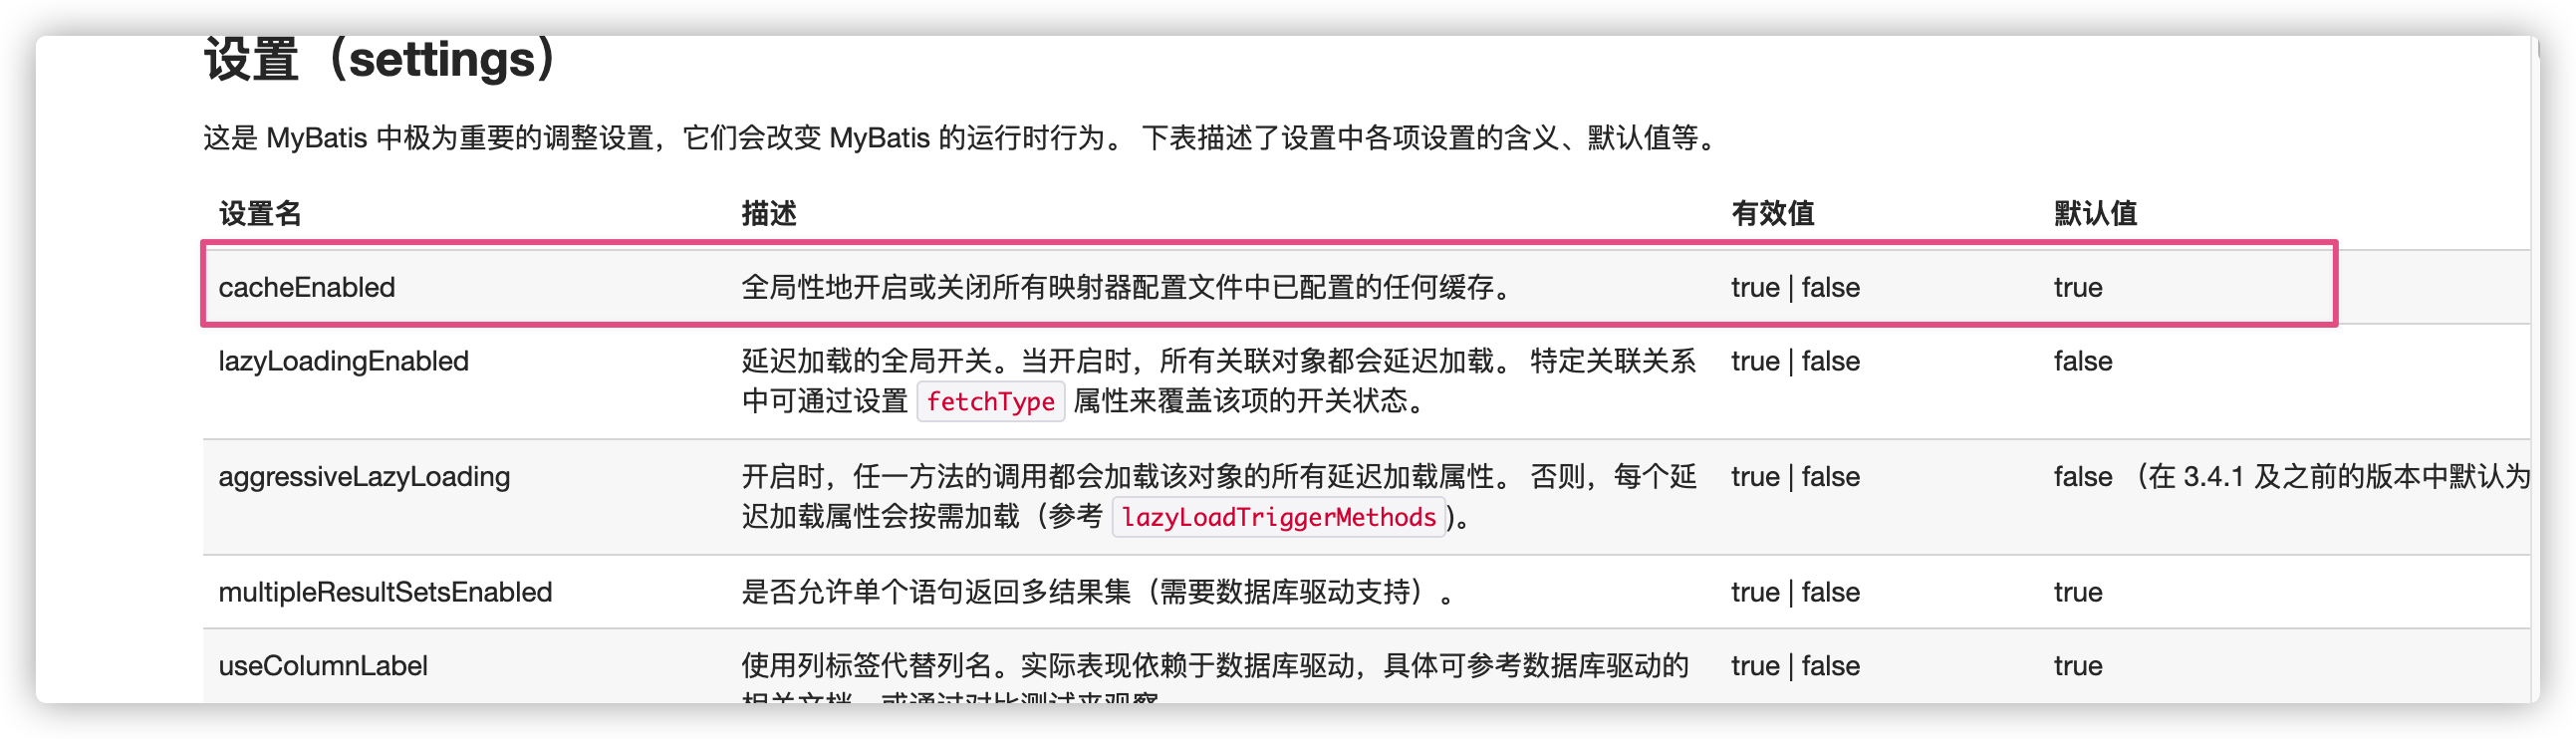 设置（settings）
这是 MyBatis 中极为重要的调整设置，它们会改变 MyBatis 的运行时行为。 下表描述了设置中各项设置的含义、默认值等。
设置名 描述 有效值 默认值
cacheEnabled 全局性地开启或关闭所有映射器配置文件中已配置的任何缓存。 true | false true
lazyLoadingEnabled 延迟加载的全局开关。当开启时，所有关联对象都会延迟加载。 特定关联关系 true | false false
中可通过设置 fetchType 属性来覆盖该项的开关状态。
aggressiveLazyLoading 开启时，任一方法的调用都会加载该对象的所有延迟加载属性。 否则，每个延 true | false false （在 3.4.1 及之前的版本中默认为
迟加载属性会按需加载（参考 lazyLoadTriggerMethods)。
multipleResultSetsEnabled 是否允许单个语句返回多结果集（需要数据库驱动支持）。 true | false true
useColumnLabel 使用列标签代替列名。实际表现依赖于数据库驱动，具体可参考数据库驱动的 true | false true
相关文档，或通过对比测试来观察。